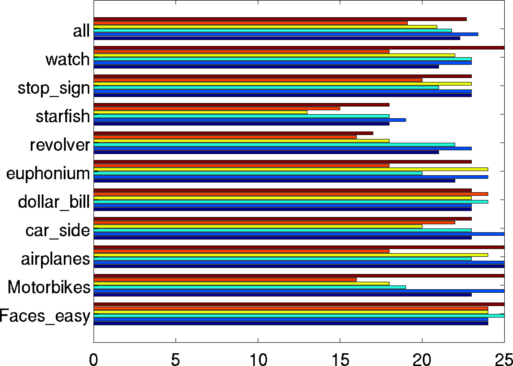 all
watch
stop_sign
starfish
revolver
euphonium
dollar_bill
car_side
airplanes
Motorbikes
Faces_easy
0 5 10 15 20 25